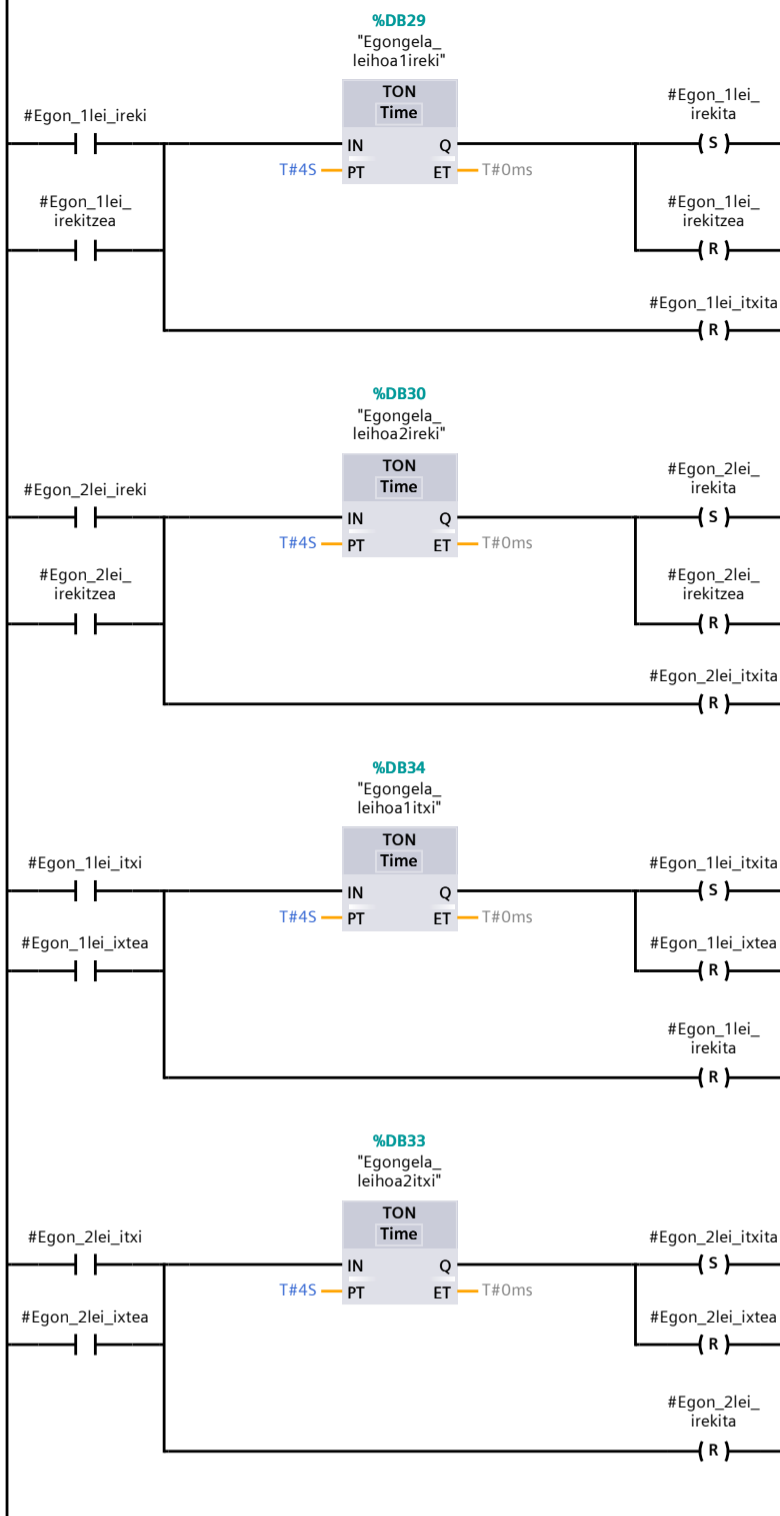 %DB29
"Egongela_
leihoa1ireki"
TON
Time
#Egon_1lei_ireki
#Egon_1lei_
irekita
IN Q
( S )
T#4S PT ET T#0ms
#Egon_1lei_
irekitzea
#Egon_1lei_
irekitzea
( R )
#Egon_1lei_itxita
( R )
%DB30
"Egongela_
leihoa2ireki"
TON
Time
#Egon_2lei_ireki
#Egon_2lei_
irekita
IN Q
( S )
T#4S PT ET T#0ms
#Egon_2lei_
irekitzea
#Egon_2lei_
irekitzea
( R )
#Egon_2lei_itxita
( R )
%DB34
"Egongela_
leihoa1itxi"
TON
Time
#Egon_1lei_itxi
#Egon_1lei_itxita
IN Q
( S )
T#4S PT ET T#0ms
#Egon_1lei_ixtea
#Egon_1lei_ixtea
( R )
#Egon_1lei_
irekita
( R )
%DB33
"Egongela_
leihoa2itxi"
TON
Time
#Egon_2lei_itxi
#Egon_2lei_itxita
IN Q
( S )
T#4S PT ET T#0ms
#Egon_2lei_ixtea
#Egon_2lei_ixtea
( R )
#Egon_2lei_
irekita
( R )